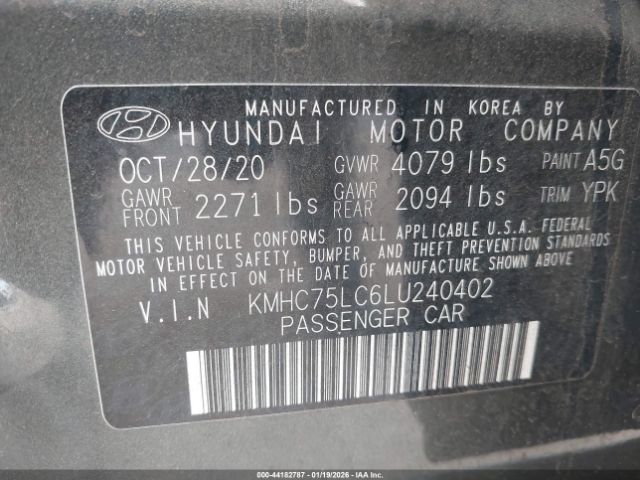 MANUFACTURED IN KOREA BY
HYUNDAI MOTOR COMPANY
OCT/28/20 GVWR 4079 lbs PAINT A5G
GAWR FRONT 2271 lbs GAWR REAR 2094 lbs TRIM YPK
THIS VEHICLE CONFORMS TO ALL APPLICABLE U.S.A. FEDERAL
MOTOR VEHICLE SAFETY, BUMPER, AND THEFT PREVENTION STANDARDS
IN EFFECT ON THE DATE OF MANUFACTURE SHOWN ABOVE
V.I.N KMHC75LC6LU240402
PASSENGER CAR
000-44182787 - 01/19/2026 - IAAI.COM